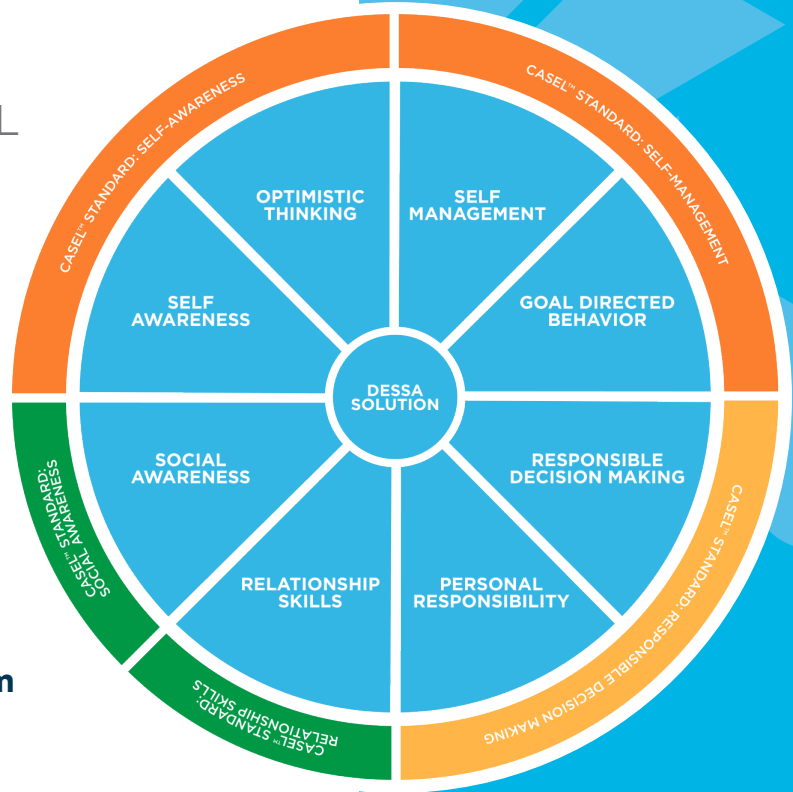 L
CASEL™ STANDARD: SELF-AWARENESS
CASEL™ STANDARD: SELF-MANAGEMENT
OPTIMISTIC
THINKING
SELF
MANAGEMENT
SELF
AWARENESS
GOAL DIRECTED
BEHAVIOR
DESSA
SOLUTION
SOCIAL
AWARENESS
RESPONSIBLE
DECISION MAKING
RELATIONSHIP
SKILLS
PERSONAL
RESPONSIBILITY
CASEL™ STANDARD:
SOCIAL AWARENESS
CASEL™ STANDARD:
RELATIONSHIP SKILLS
CASEL™ STANDARD: RESPONSIBLE DECISION MAKING
m